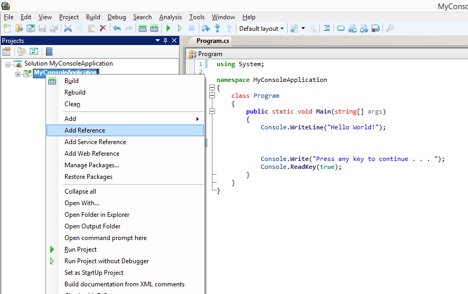 MyConso
File Edit View Project Build Debug Search Analysis Tools Window Help
Default layout
Projects
Program.cs
Program
Solution MyConsoleApplication
MyConsoleApplication
Build
Rebuild
Clean
Add
Add Reference
Add Service Reference
Add Web Reference
Manage Packages...
Restore Packages
Collapse all
Open With...
Open Folder in Explorer
Open Output Folder
Open command prompt here
Run Project
Run Project without Debugger
Set as StartUp Project
Build documentation from XML comments
1 using System;
2
3 namespace MyConsoleApplication
{
class Program
{
public static void Main(string[] args)
{
Console.WriteLine("Hello World!");
Console.Write("Press any key to continue . . . ");
Console.ReadKey(true);
}
}
}